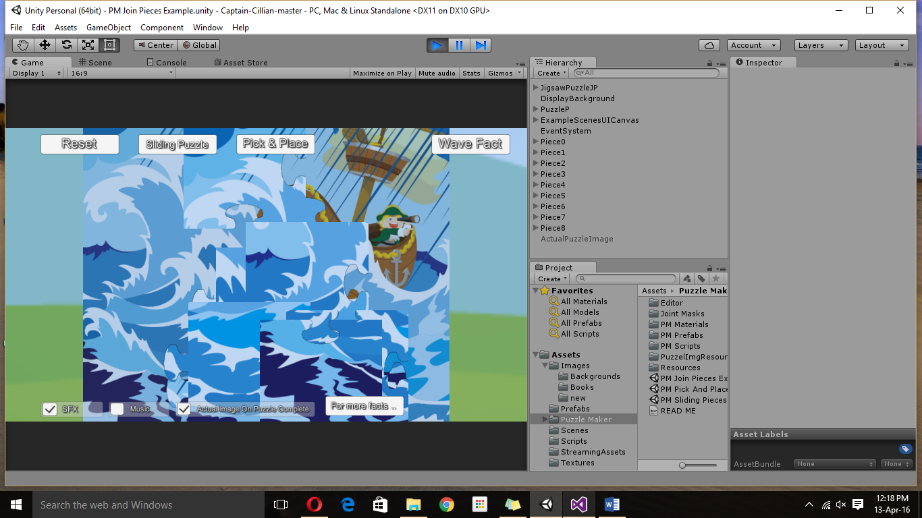 Unity Personal (64bit) - PM Join Pieces Example.unity - Captain-Cillian-master - PC, Mac & Linux Standalone <DX11 on DX10 GPU>
File Edit Assets GameObject Component Window Help
Center Global Account Layers Layout
Game Scene Console Asset Store
Display 1 16:9 Maximize on Play Mute audio Stats Gizmos
Reset Sliding Puzzle Pick & Place Wave Fact
SFX Music Actual Image On Puzzle Complete For more facts ..
Hierarchy
Create All
JigsawPuzzleJP
DisplayBackground
PuzzleP
ExampleScenesUICanvas
EventSystem
Piece0
Piece1
Piece2
Piece3
Piece4
Piece5
Piece6
Piece7
Piece8
ActualPuzzleImage
Project
Create
Favorites
All Materials
All Models
All Prefabs
All Scripts
Assets
Images
Backgrounds
Books
new
Prefabs
Puzzle Maker
Scenes
Scripts
StreamingAssets
Textures
Assets Puzzle Mak
Editor
Joint Masks
PM Materials
PM Prefabs
PM Scripts
PuzzelImgResour
Resources
PM Join Pieces Ex
PM Pick And Place
PM Sliding Pieces
READ ME
Inspector
Asset Labels
AssetBundle None None
Search the web and Windows
12:18 PM
13-Apr-16